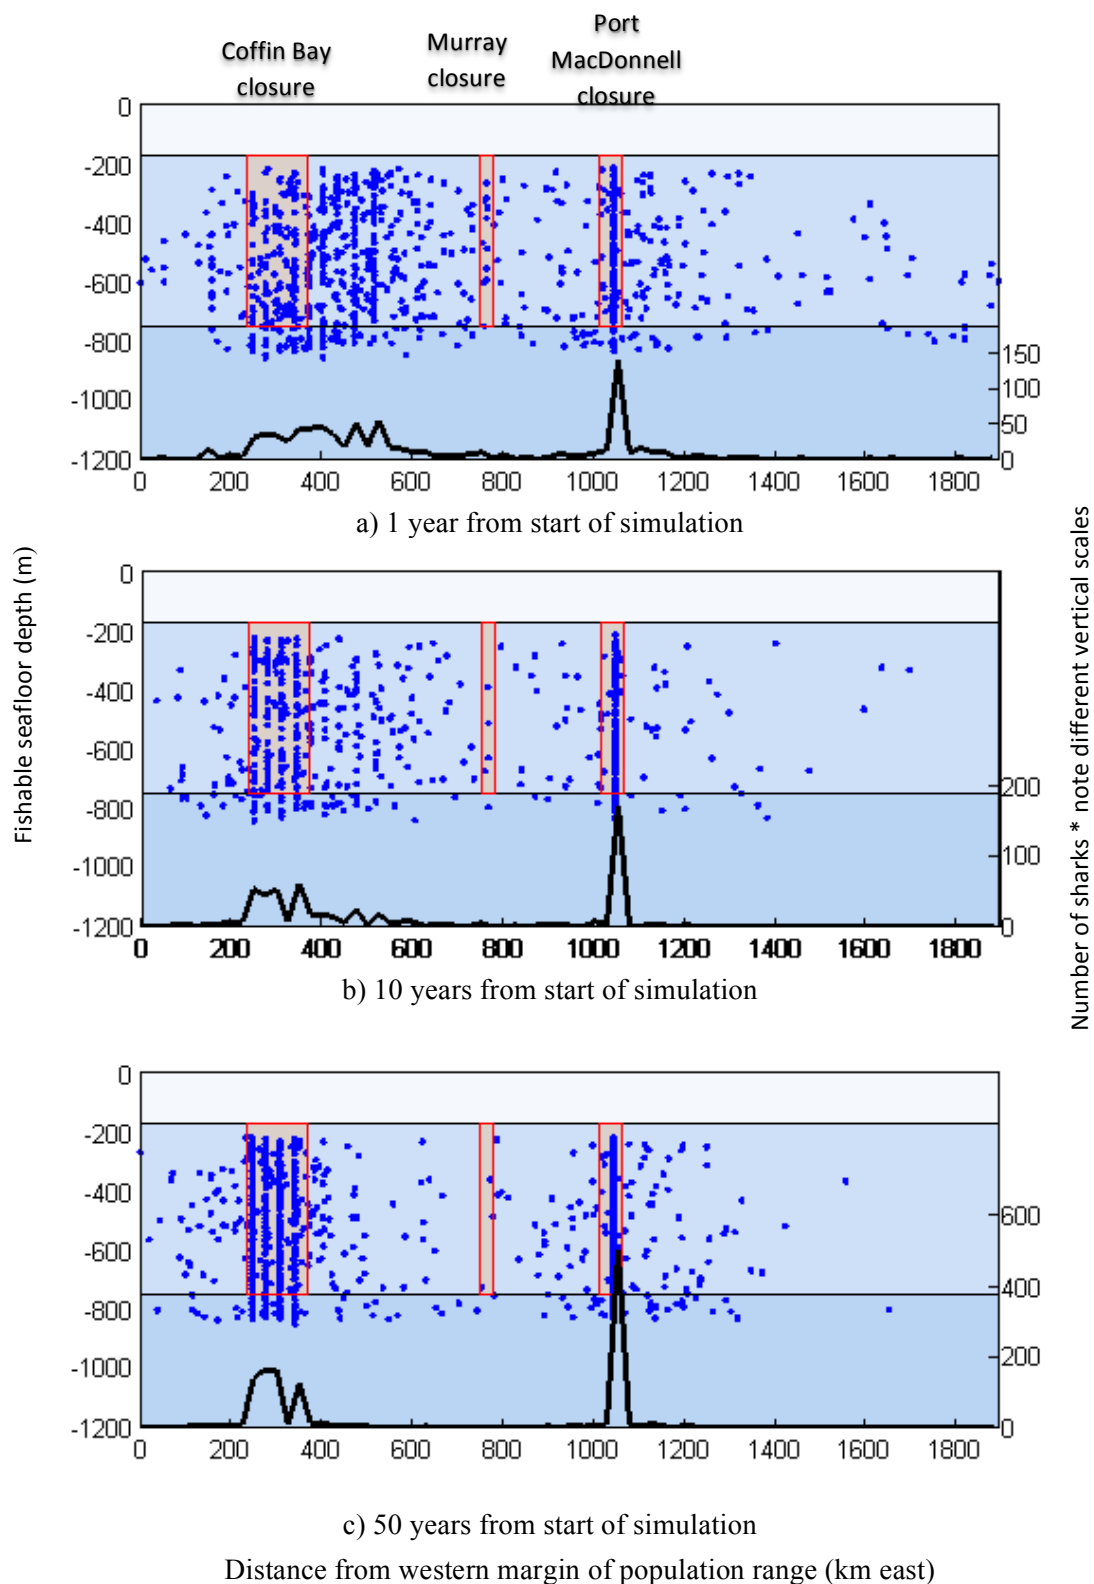 Coffin Bay
closure
Murray
closure
Port
MacDonnell
closure
0
-200
-400
-600
-800
-1000
-1200
150
100
50
0
0 200 400 600 800 1000 1200 1400 1600 1800
a) 1 year from start of simulation
Fishable seafloor depth (m)
Number of sharks * note different vertical scales
0
-200
-400
-600
-800
-1000
-1200
200
100
0
0 200 400 600 800 1000 1200 1400 1600 1800
b) 10 years from start of simulation
0
-200
-400
-600
-800
-1000
-1200
600
400
200
0
0 200 400 600 800 1000 1200 1400 1600 1800
c) 50 years from start of simulation
Distance from western margin of population range (km east)